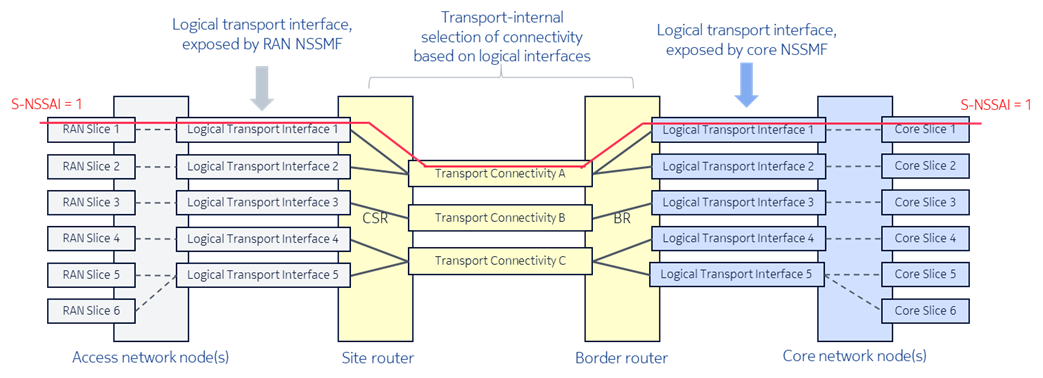 Logical transport interface,
exposed by RAN NSSMF
Transport-internal
selection of connectivity
based on logical interfaces
Logical transport interface,
exposed by core NSSMF
S-NSSAI = 1
S-NSSAI = 1
RAN Slice 1
Logical Transport Interface 1
Logical Transport Interface 1
Core Slice 1
RAN Slice 2
Logical Transport Interface 2
Transport Connectivity A
Logical Transport Interface 2
Core Slice 2
RAN Slice 3
Logical Transport Interface 3
CSR
Transport Connectivity B
BR
Logical Transport Interface 3
Core Slice 3
RAN Slice 4
Logical Transport Interface 4
Transport Connectivity C
Logical Transport Interface 4
Core Slice 4
RAN Slice 5
Logical Transport Interface 5
Logical Transport Interface 5
Core Slice 5
RAN Slice 6
Core Slice 6
Access network node(s)
Site router
Border router
Core network node(s)